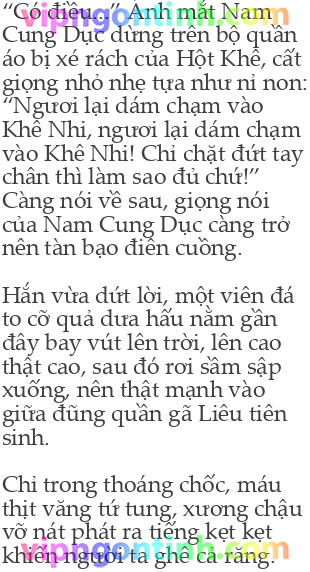 “Có điều...” Ánh mắt Nam
Cung Dục dừng trên bộ quần
áo bị xé rách của Hột Khê, cất
giọng nhỏ nhẹ tựa như nỉ non:
“Ngươi lại dám chạm vào
Khê Nhi, ngươi lại dám chạm
vào Khê Nhi! Chỉ chặt đứt tay
chân thì làm sao đủ chứ!”
Càng nói về sau, giọng nói
của Nam Cung Dục càng trở
nên tàn bạo điên cuồng.
Hắn vừa dứt lời, một viên đá
to cỡ quả dưa hấu nằm gần
đây bay vút lên trời, lên cao
thật cao, sau đó rơi sầm sập
xuống, nên thật mạnh vào
giữa đũng quần gã Liêu tiên
sinh.
Chỉ trong thoáng chốc, máu
thịt văng tứ tung, xương chậu
vỡ nát phát ra tiếng kẹt kẹt
khiến người ta ghê cả răng.
vipngontinh.com
vipngontinh.com